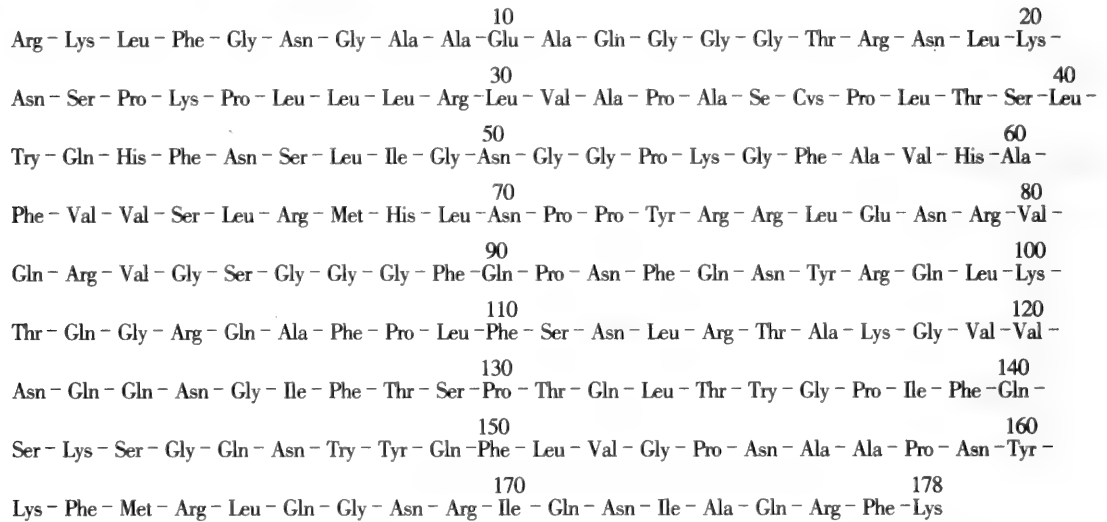 10 20
Arg - Lys - Leu - Phe - Gly - Asn - Gly - Ala - Ala - Glu - Ala - Gln - Gly - Gly - Gly - Thr - Arg - Asn - Leu - Lys -
30 40
Asn - Ser - Pro - Lys - Pro - Leu - Leu - Leu - Arg - Leu - Val - Ala - Pro - Ala - Se - Cvs - Pro - Leu - Thr - Ser - Leu -
50 60
Try - Gln - His - Phe - Asn - Ser - Leu - Ile - Gly - Asn - Gly - Gly - Pro - Lys - Gly - Phe - Ala - Val - His - Ala -
70 80
Phe - Val - Val - Ser - Leu - Arg - Met - His - Leu - Asn - Pro - Pro - Tyr - Arg - Arg - Leu - Glu - Asn - Arg - Val -
90 100
Gln - Arg - Val - Gly - Ser - Gly - Gly - Gly - Phe - Gln - Pro - Asn - Phe - Gln - Asn - Tyr - Arg - Gln - Leu - Lys -
110 120
Thr - Gln - Gly - Arg - Gln - Ala - Phe - Pro - Leu - Phe - Ser - Asn - Leu - Arg - Thr - Ala - Lys - Gly - Val - Val -
130 140
Asn - Gln - Gln - Asn - Gly - Ile - Phe - Thr - Ser - Pro - Thr - Gln - Leu - Thr - Try - Gly - Pro - Ile - Phe - Gln -
150 160
Ser - Lys - Ser - Gly - Gln - Asn - Try - Tyr - Gln - Phe - Leu - Val - Gly - Pro - Asn - Ala - Ala - Pro - Asn - Tyr -
170 178
Lys - Phe - Met - Arg - Leu - Gln - Gly - Asn - Arg - Ile - Gln - Asn - Ile - Ala - Gln - Arg - Phe - Lys